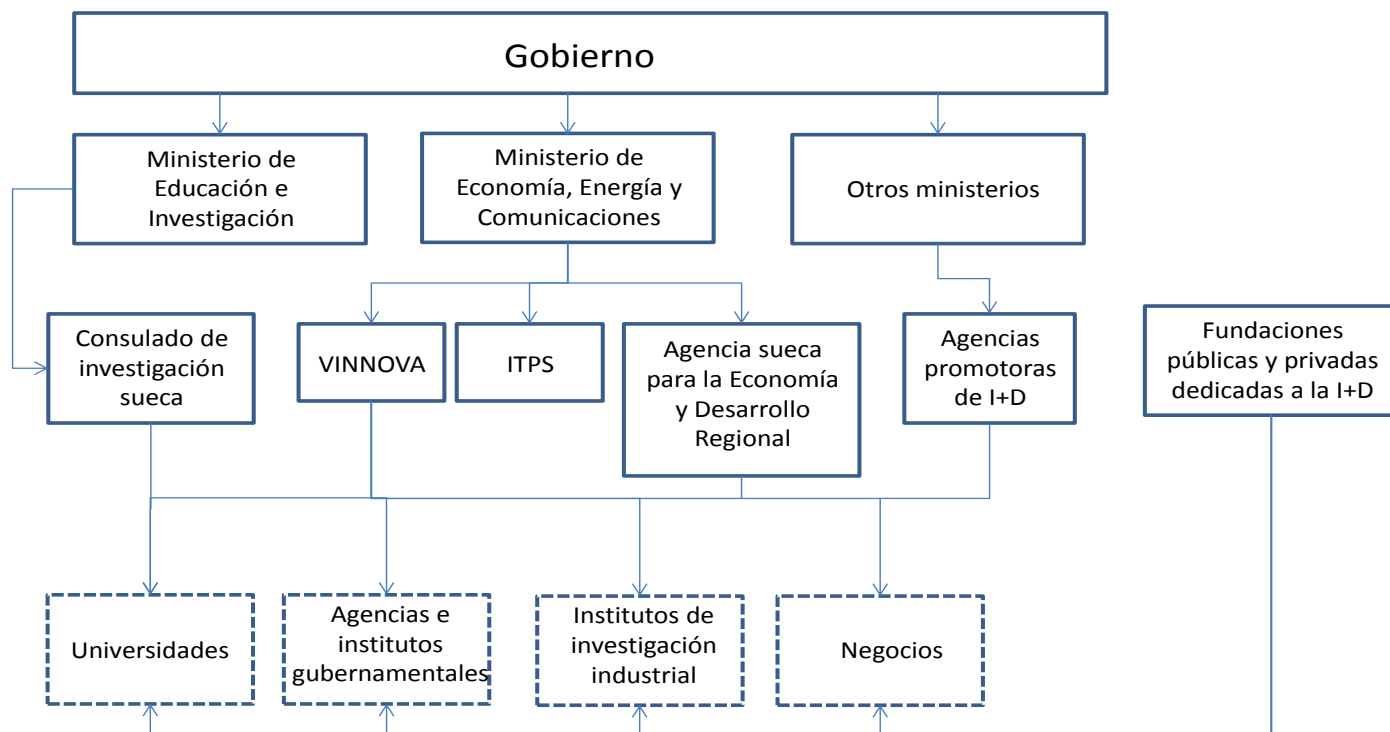 Gobierno
Ministerio de
Educación e
Investigación
Ministerio de
Economía, Energía y
Comunicaciones
Otros ministerios
Consulado de
investigación
sueca
VINNOVA
ITPS
Agencia sueca
para la Economía
y Desarrollo
Regional
Agencias
promotoras
de I+D
Fundaciones
públicas y privadas
dedicadas a la I+D
Universidades
Agencias e
institutos
gubernamentales
Institutos de
investigación
industrial
Negocios